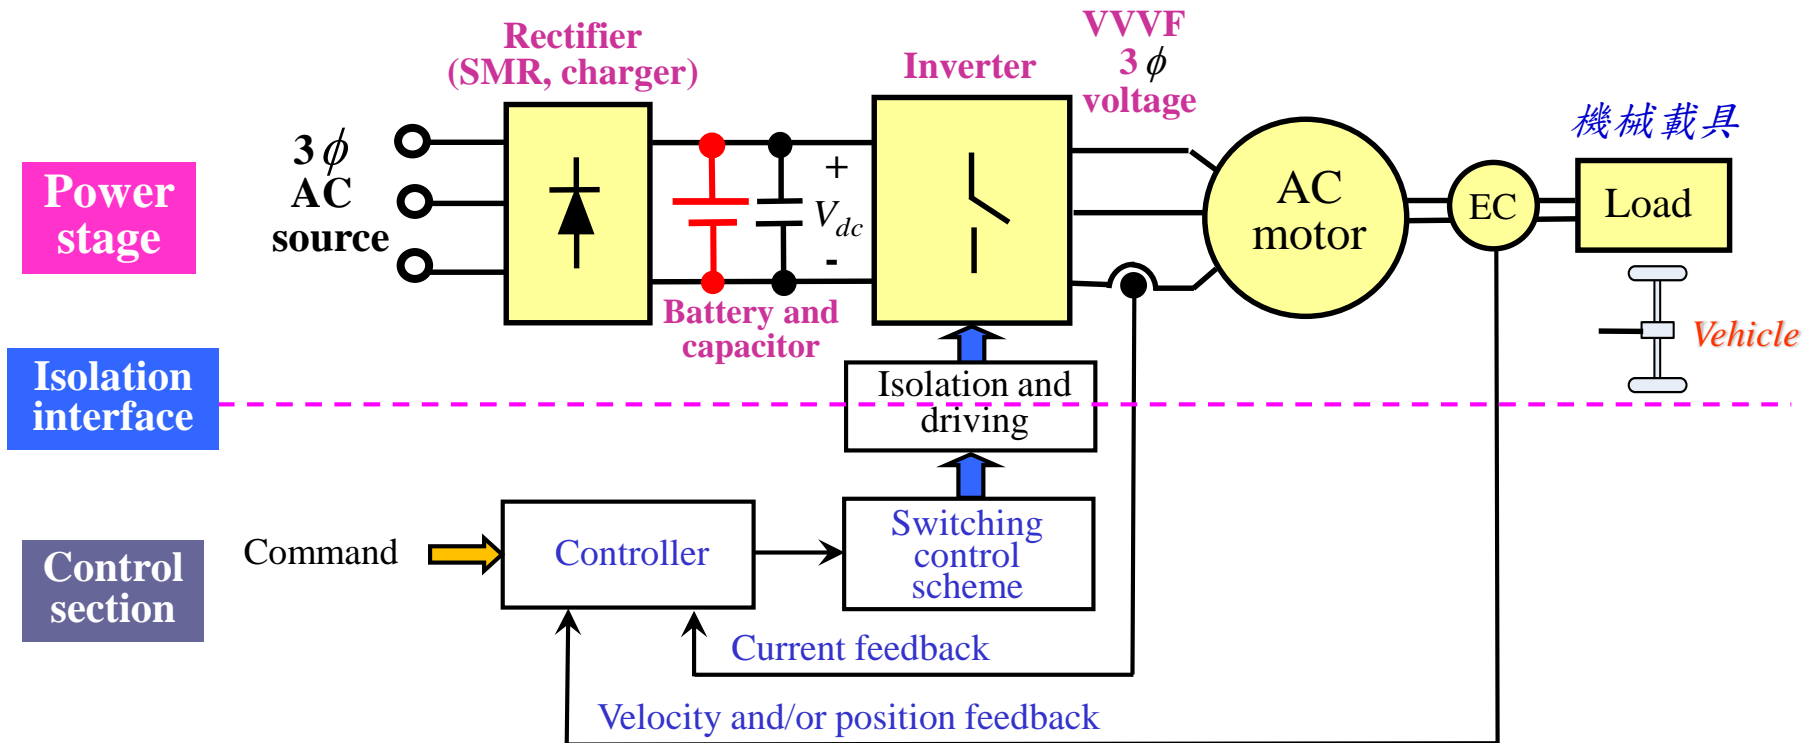 Rectifier
(SMR, charger)
Inverter
VVVF
3 ϕ
voltage
機械載具
3 ϕ
AC
source
Power
stage
+
V_dc
-
AC
motor
EC
Load
Battery and
capacitor
Vehicle
Isolation
interface
Isolation and
driving
Control
section
Command
Controller
Switching
control
scheme
Current feedback
Velocity and/or position feedback